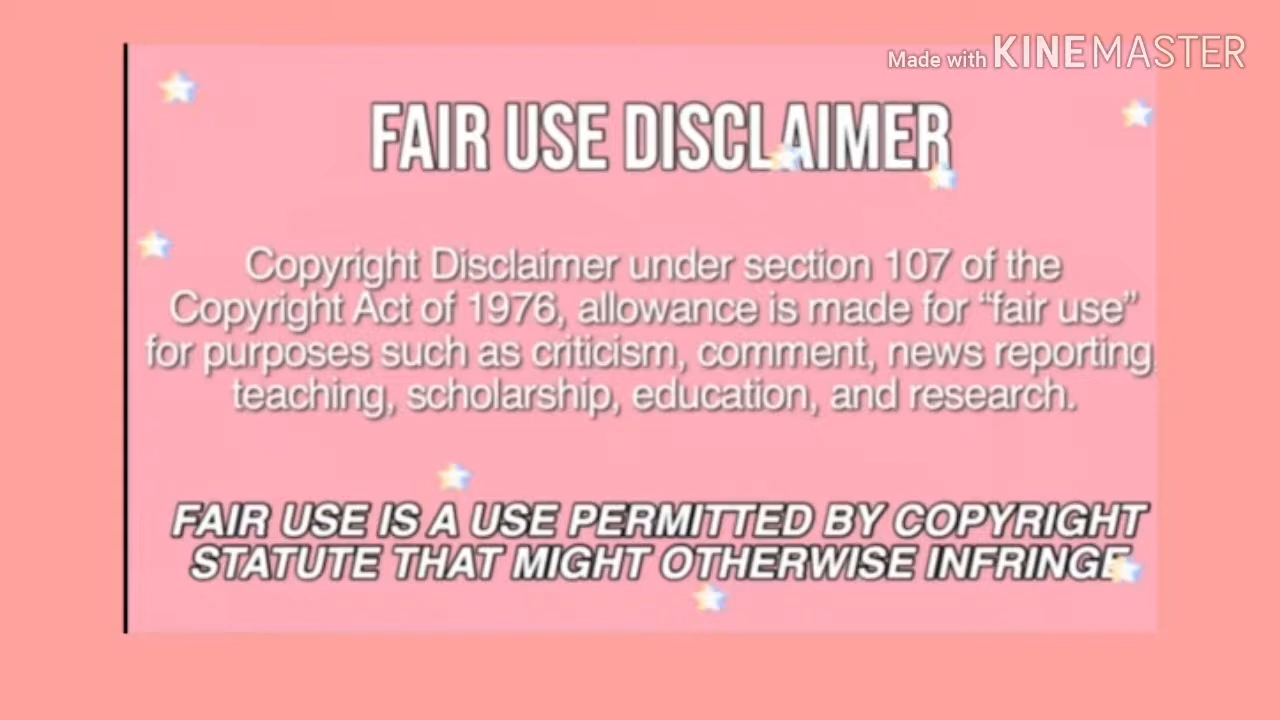 Made with KINEMASTER
FAIR USE DISCLAIMER
Copyright Disclaimer under section 107 of the
Copyright Act of 1976, allowance is made for “fair use”
for purposes such as criticism, comment, news reporting,
teaching, scholarship, education, and research.
FAIR USE IS A USE PERMITTED BY COPYRIGHT
STATUTE THAT MIGHT OTHERWISE INFRINGE